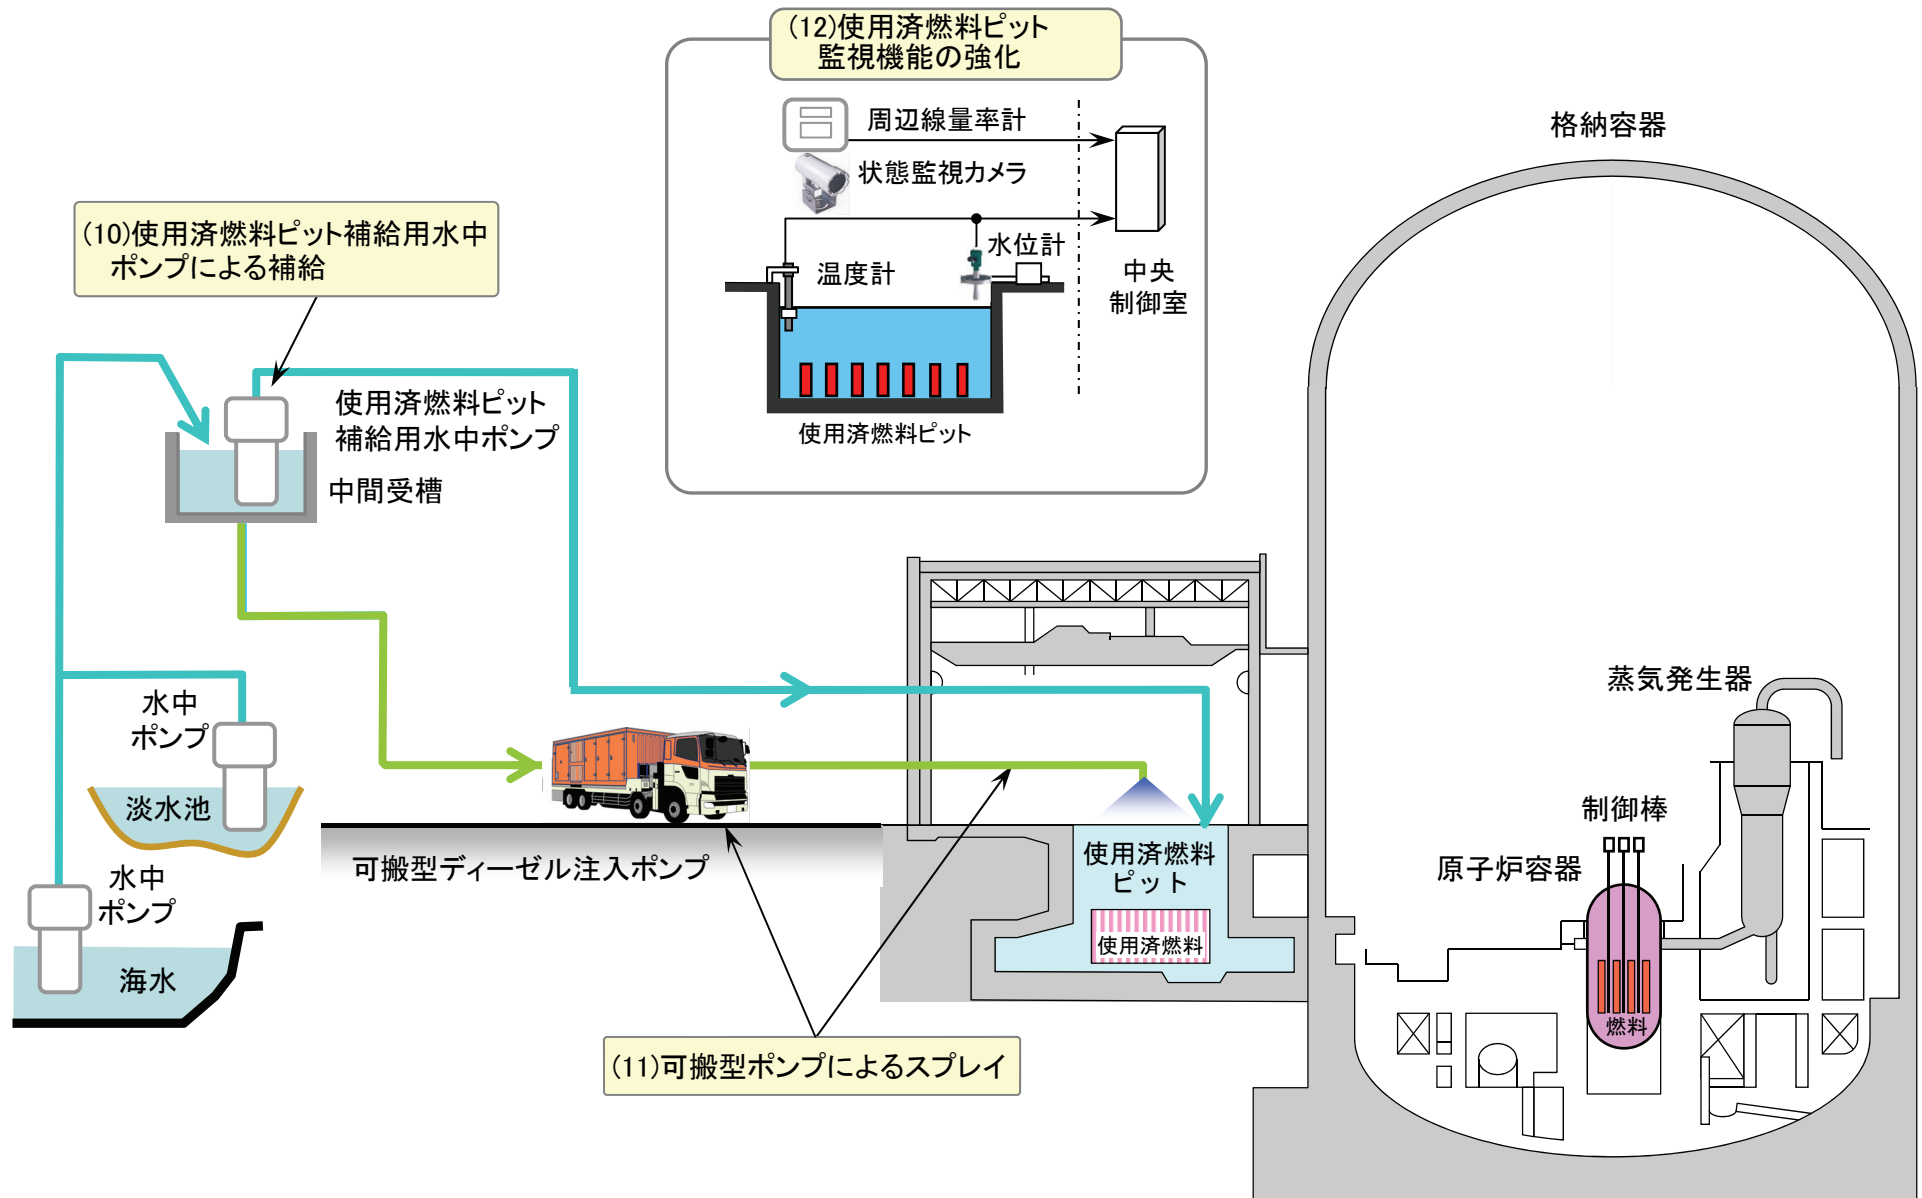 (12)使用済燃料ピット
監視機能の強化
周辺線量率計
状態監視カメラ
水位計
温度計
中央
制御室
使用済燃料ピット
格納容器
(10)使用済燃料ピット補給用水中
ポンプによる補給
使用済燃料ピット
補給用水中ポンプ
中間受槽
水中
ポンプ
淡水池
水中
ポンプ
海水
可搬型ディーゼル注入ポンプ
使用済燃料
ピット
使用済燃料
(11)可搬型ポンプによるスプレイ
蒸気発生器
制御棒
原子炉容器
燃料